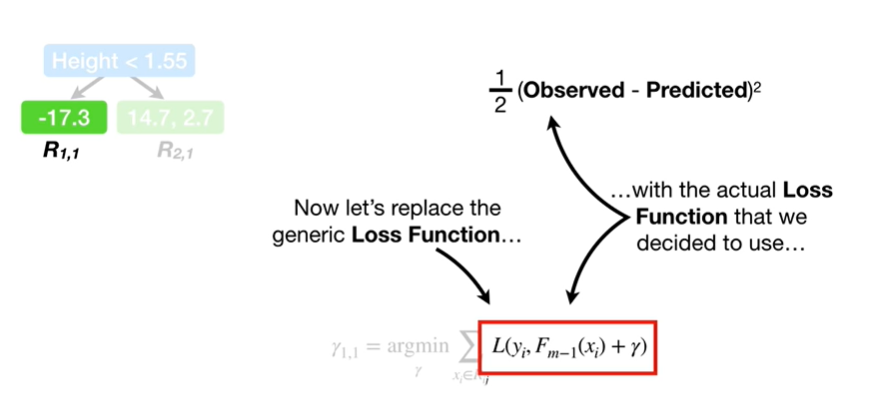 Height < 1.55
-17.3
14.7, 2.7
R1,1
R2,1
1/2 (Observed - Predicted)²
Now let's replace the
generic Loss Function…
…with the actual Loss
Function that we
decided to use…
γ1,1 = argmin ∑ L(yi, Fm−1(xi) + γ)
γ
xi∈Rij